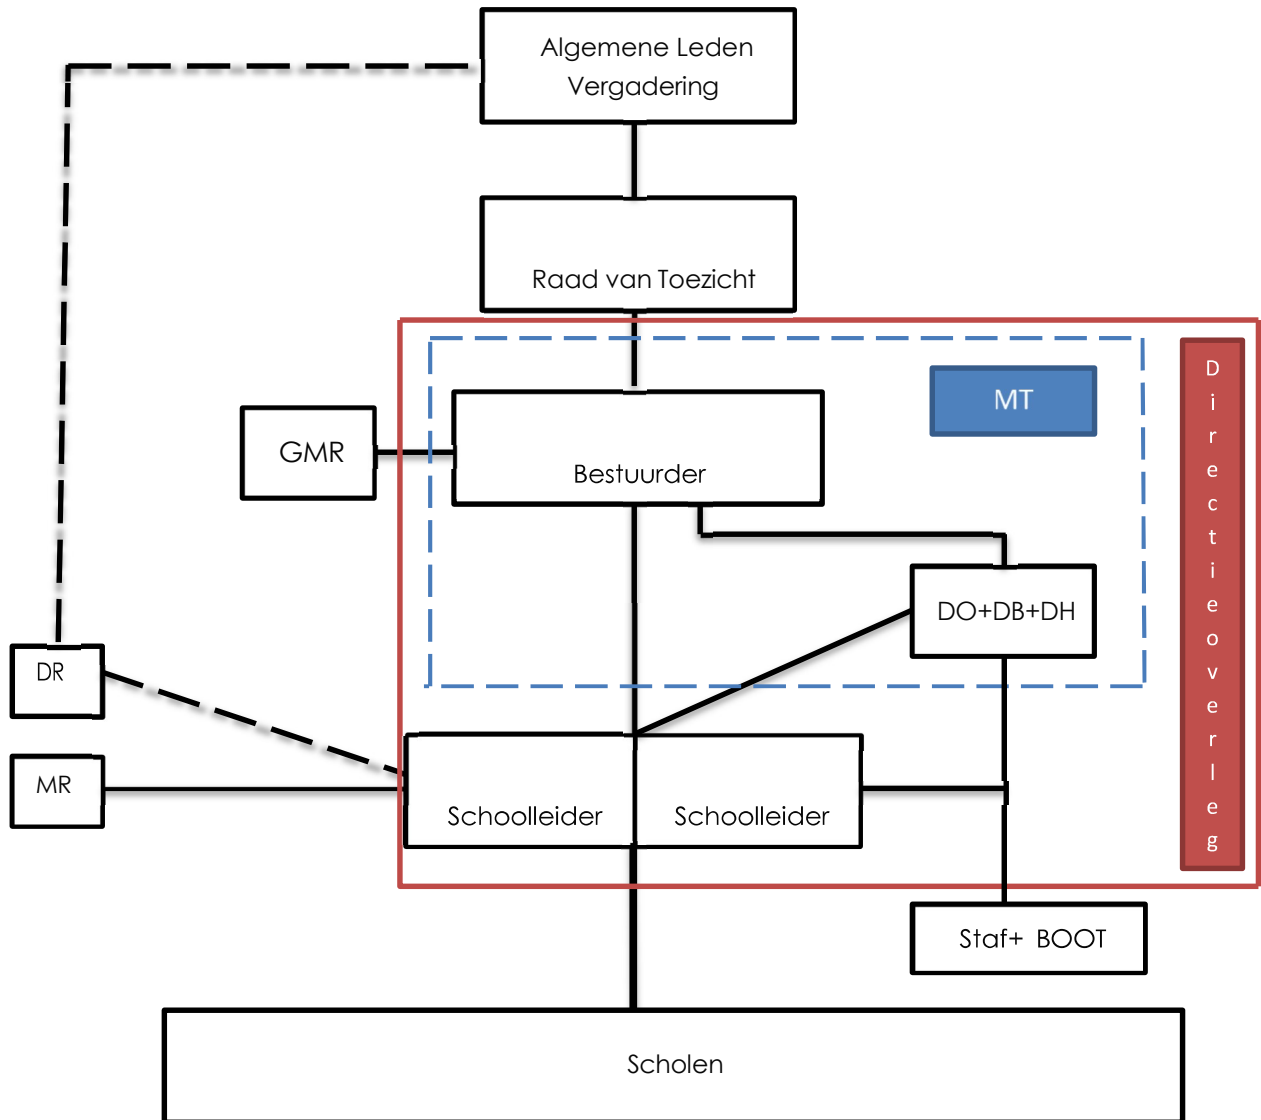 Algemene Leden
Vergadering
Raad van Toezicht
MT
Directieoverleg
GMR
Bestuurder
DO+DB+DH
DR
MR
Schoolleider
Schoolleider
Staf+ BOOT
Scholen